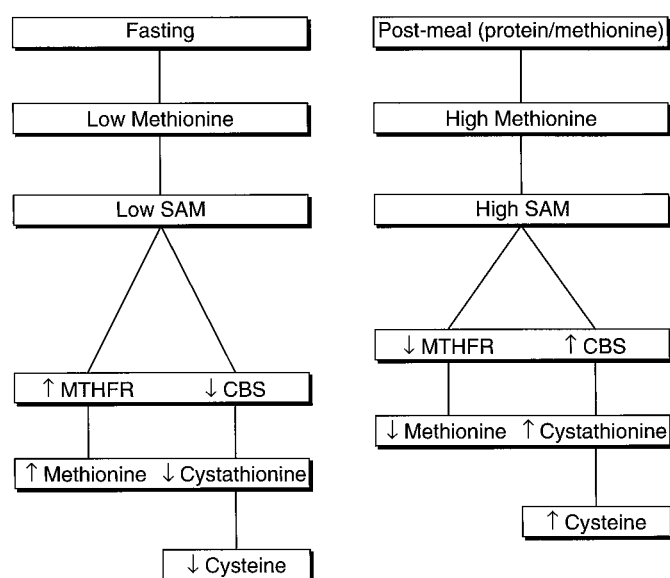 Fasting
Low Methionine
Low SAM
↑ MTHFR ↓ CBS
↑ Methionine ↓ Cystathionine
↓ Cysteine
Post-meal (protein/methionine)
High Methionine
High SAM
↓ MTHFR ↑ CBS
↓ Methionine ↑ Cystathionine
↑ Cysteine